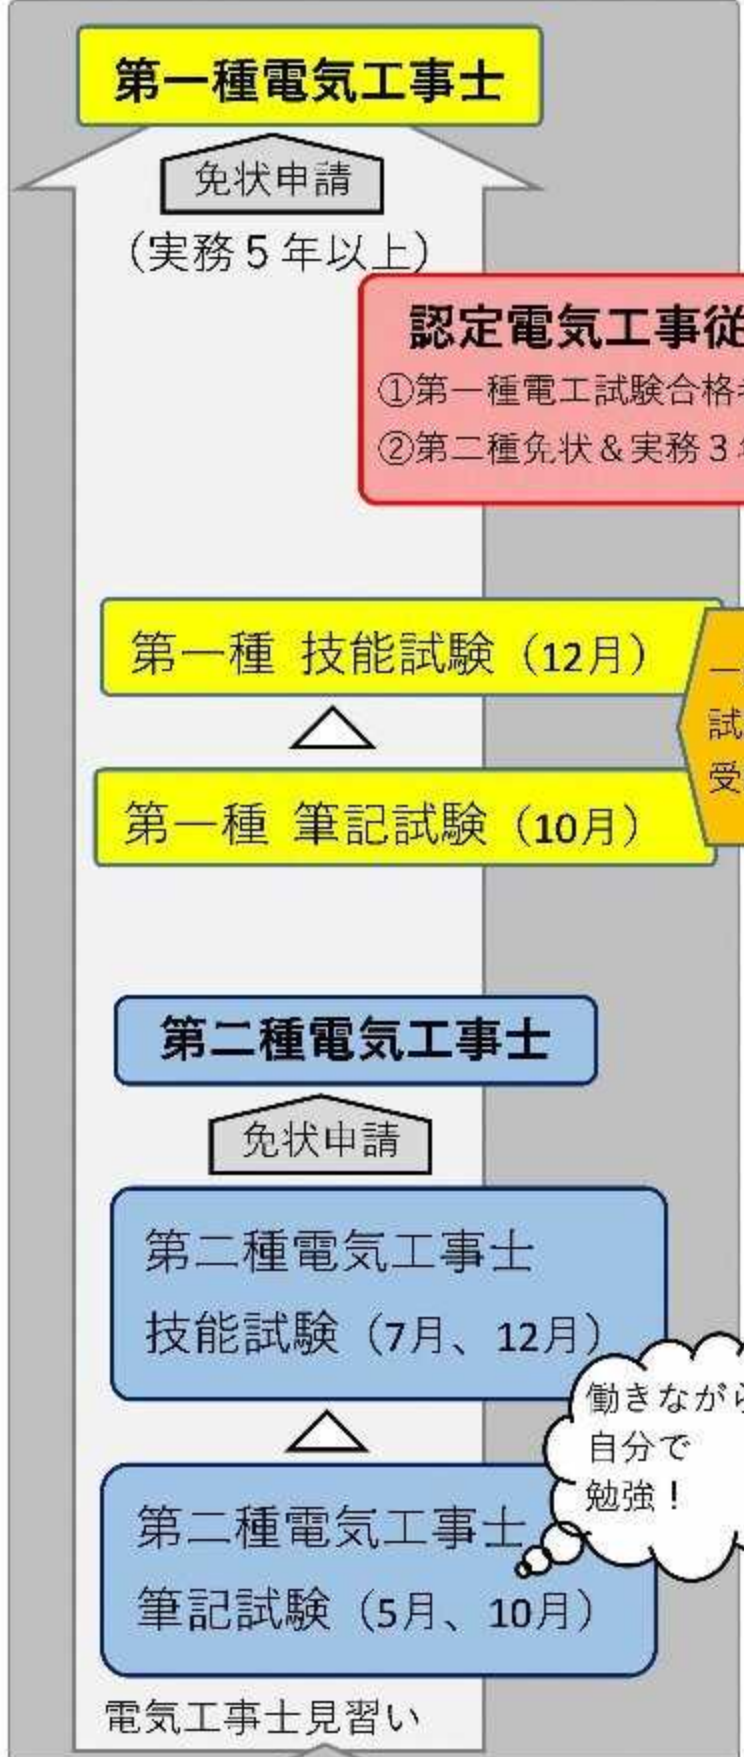 第一種電気工事士
免状申請
(実務5年以上)
認定電気工事従
①第一種電工試験合格
②第二種免状&実務3
第一種 技能試験(12月)
一
試
受
第一種 筆記試験(10月)
第二種電気工事士
免状申請
第二種電気工事士
技能試験(7月、12月)
働きながら
自分で
勉強!
第二種電気工事士
筆記試験(5月、10月)
電気工事士見習い